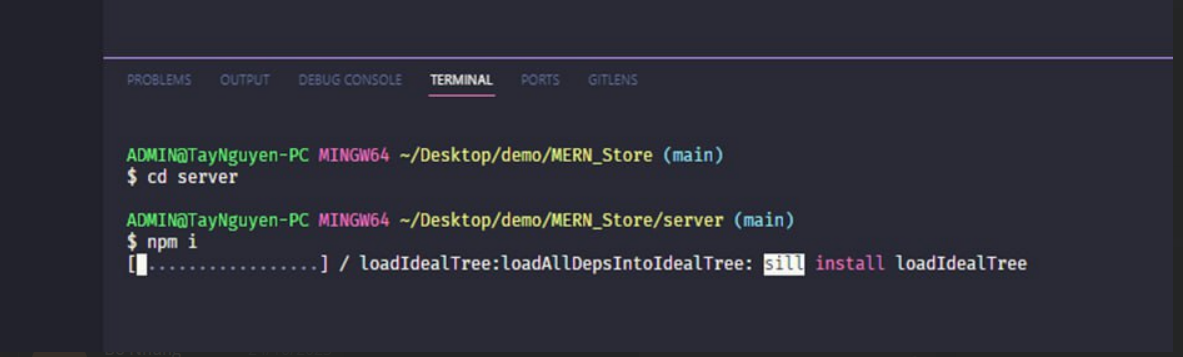 PROBLEMS OUTPUT DEBUG CONSOLE TERMINAL PORTS GITLENS
ADMIN@TayNguyen-PC MINGW64 ~/Desktop/demo/MERN_Store (main)
$ cd server
ADMIN@TayNguyen-PC MINGW64 ~/Desktop/demo/MERN_Store/server (main)
$ npm i
[ .................] / loadIdealTree:loadAllDepsIntoIdealTree: sill install loadIdealTree